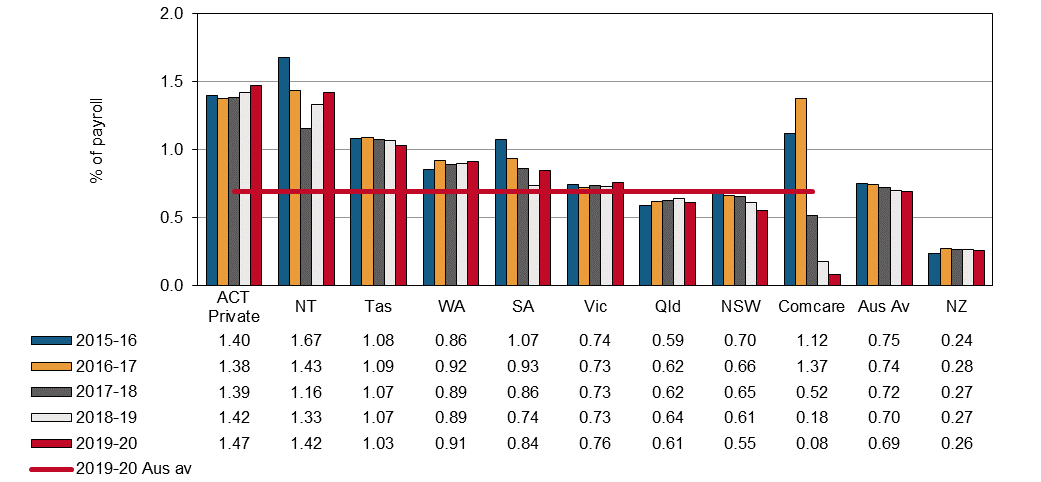 2.0
1.5
1.0
0.5
0.0
% of payroll
ACT Private NT Tas WA SA Vic Qld NSW Comcare Aus Av NZ
2015-16 1.40 1.67 1.08 0.86 1.07 0.74 0.59 0.70 1.12 0.75 0.24
2016-17 1.38 1.43 1.09 0.92 0.93 0.73 0.62 0.66 1.37 0.74 0.28
2017-18 1.39 1.16 1.07 0.89 0.86 0.73 0.62 0.65 0.52 0.72 0.27
2018-19 1.42 1.33 1.07 0.89 0.74 0.73 0.64 0.61 0.18 0.70 0.27
2019-20 1.47 1.42 1.03 0.91 0.84 0.76 0.61 0.55 0.08 0.69 0.26
2019-20 Aus av